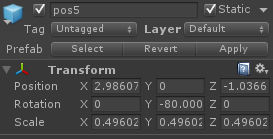 pos5 Static
Tag Untagged Layer Default
Prefab Select Revert Apply
Transform
Position X 2.98607 Y 0 Z -1.0366
Rotation X 0 Y -80.000 Z 0
Scale X 0.49602 Y 0.49602 Z 0.49602